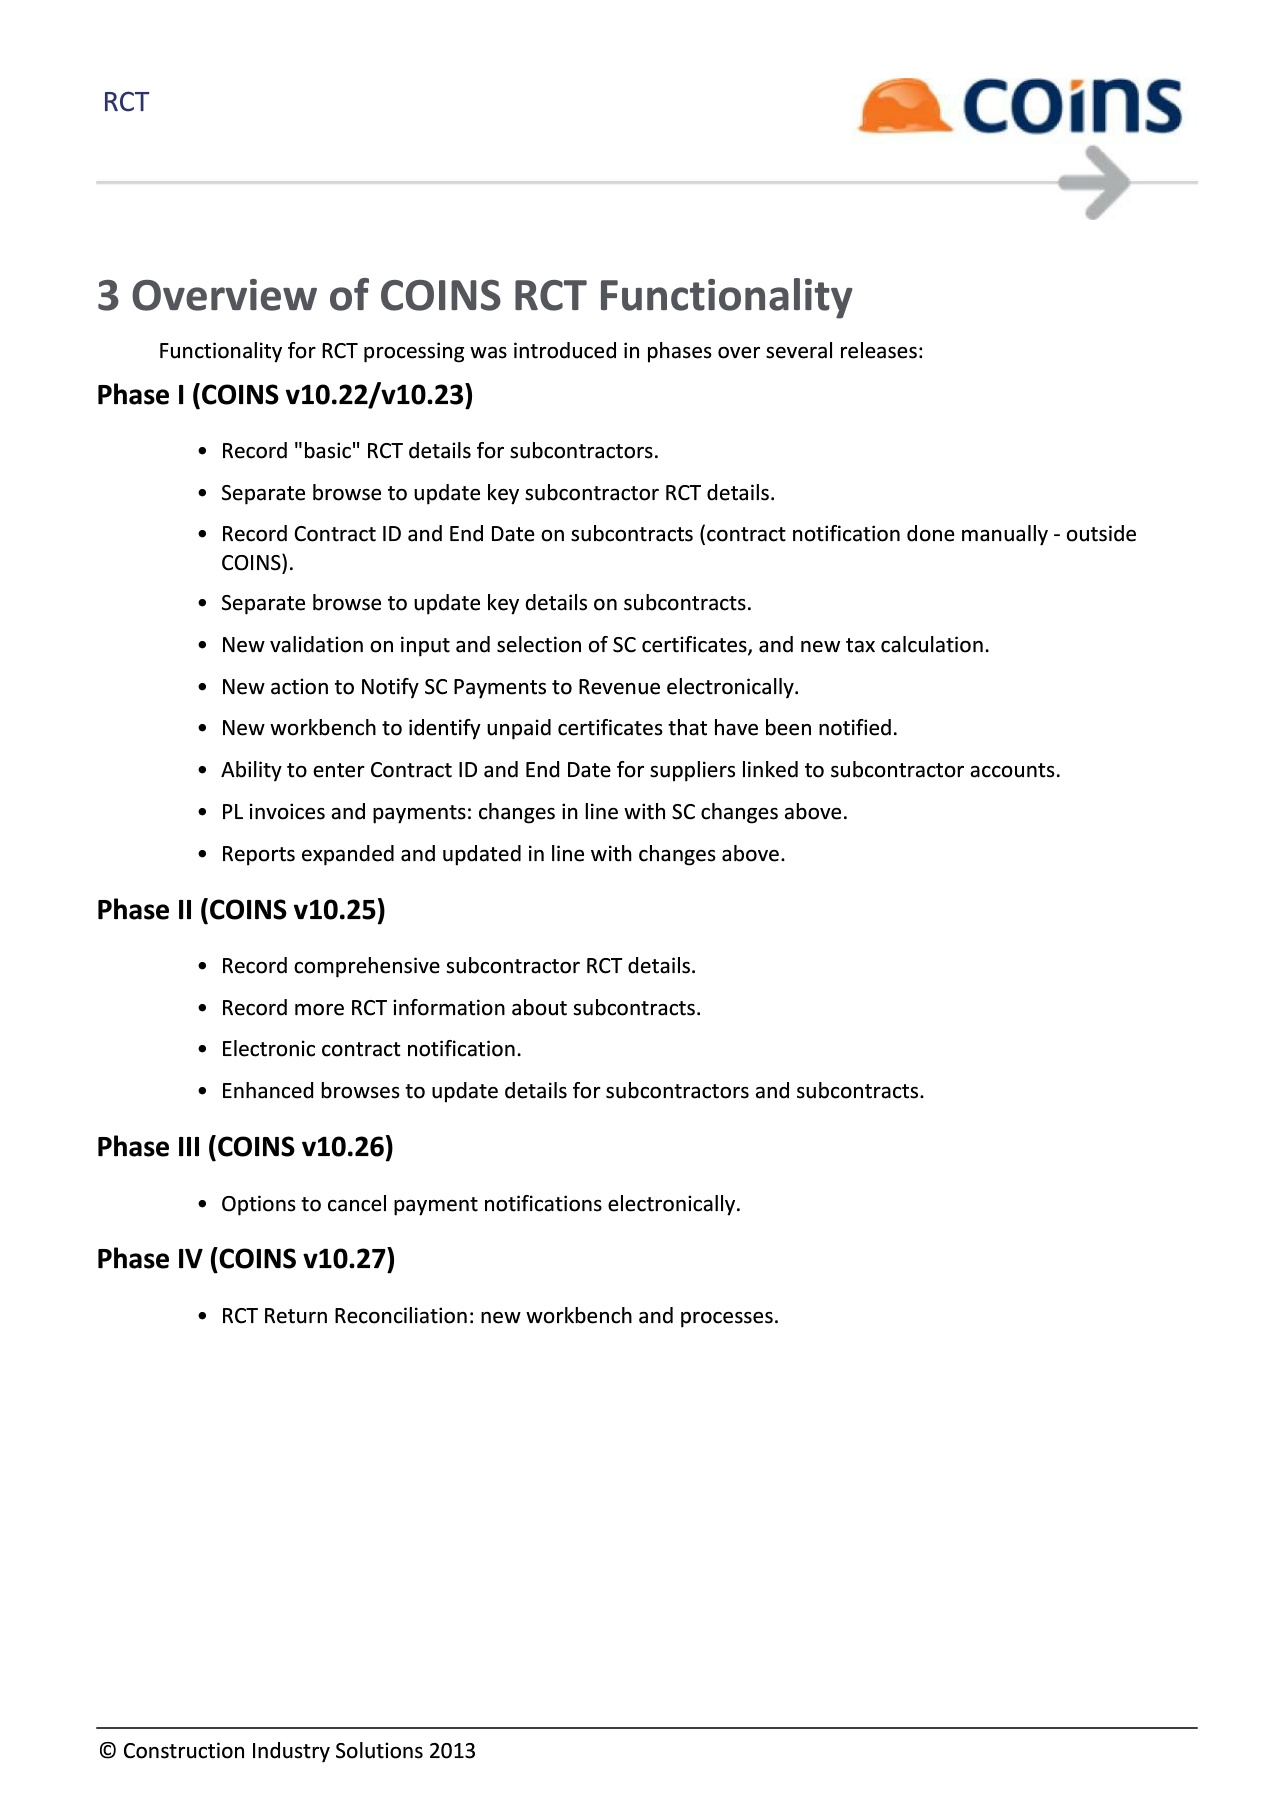 RCT
coins
3 Overview of COINS RCT Functionality
Functionality for RCT processing was introduced in phases over several releases:
Phase I (COINS v10.22/v10.23)
• Record "basic" RCT details for subcontractors.
• Separate browse to update key subcontractor RCT details.
• Record Contract ID and End Date on subcontracts (contract notification done manually - outside
COINS).
• Separate browse to update key details on subcontracts.
• New validation on input and selection of SC certificates, and new tax calculation.
• New action to Notify SC Payments to Revenue electronically.
• New workbench to identify unpaid certificates that have been notified.
• Ability to enter Contract ID and End Date for suppliers linked to subcontractor accounts.
• PL invoices and payments: changes in line with SC changes above.
• Reports expanded and updated in line with changes above.
Phase II (COINS v10.25)
• Record comprehensive subcontractor RCT details.
• Record more RCT information about subcontracts.
• Electronic contract notification.
• Enhanced browses to update details for subcontractors and subcontracts.
Phase III (COINS v10.26)
• Options to cancel payment notifications electronically.
Phase IV (COINS v10.27)
• RCT Return Reconciliation: new workbench and processes.
© Construction Industry Solutions 2013